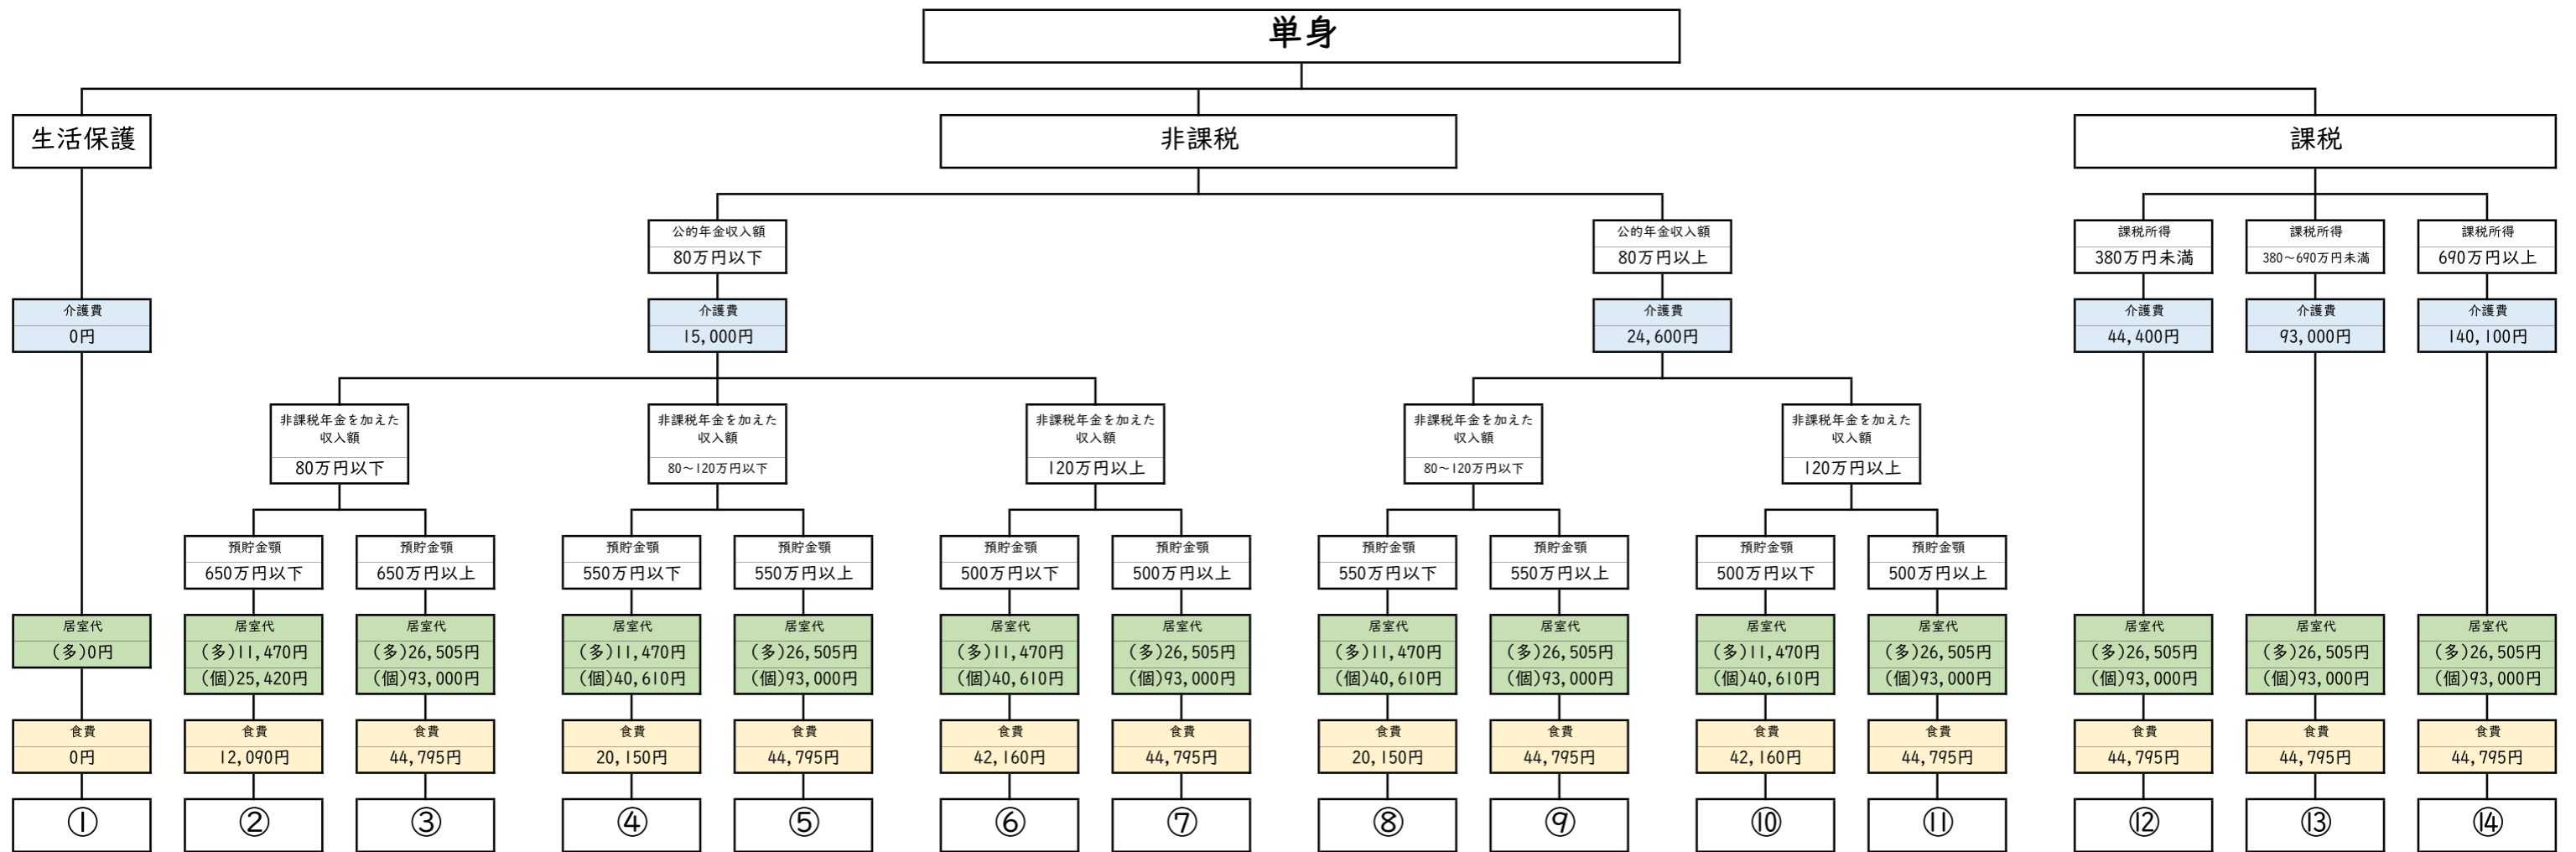 単身
生活保護
非課税
課税
公的年金収入額
80万円以下
公的年金収入額
80万円以上
課税所得
380万円未満
課税所得
380～690万円未満
課税所得
690万円以上
介護費
0円
介護費
15,000円
介護費
24,600円
介護費
44,400円
介護費
93,000円
介護費
140,100円
非課税年金を加えた
収入額
80万円以下
非課税年金を加えた
収入額
80～120万円以下
非課税年金を加えた
収入額
120万円以上
非課税年金を加えた
収入額
80～120万円以下
非課税年金を加えた
収入額
120万円以上
預貯金顎
650万円以下
預貯金顎
650万円以上
預貯金顎
550万円以下
預貯金顎
550万円以上
預貯金顎
500万円以下
預貯金顎
500万円以上
預貯金顎
550万円以下
預貯金顎
550万円以上
預貯金顎
500万円以下
預貯金顎
500万円以上
居室代
(多)0円
居室代
(多)11,470円
(個)25,420円
居室代
(多)26,505円
(個)93,000円
居室代
(多)11,470円
(個)40,610円
居室代
(多)26,505円
(個)93,000円
居室代
(多)11,470円
(個)40,610円
居室代
(多)26,505円
(個)93,000円
居室代
(多)11,470円
(個)40,610円
居室代
(多)26,505円
(個)93,000円
居室代
(多)11,470円
(個)40,610円
居室代
(多)26,505円
(個)93,000円
居室代
(多)26,505円
(個)93,000円
居室代
(多)26,505円
(個)93,000円
居室代
(多)26,505円
(個)93,000円
食費
0円
食費
12,090円
食費
44,795円
食費
20,150円
食費
44,795円
食費
42,160円
食費
44,795円
食費
20,150円
食費
44,795円
食費
42,160円
食費
44,795円
食費
44,795円
食費
44,795円
食費
44,795円
①
②
③
④
⑤
⑥
⑦
⑧
⑨
⑩
⑪
⑫
⑬
⑭